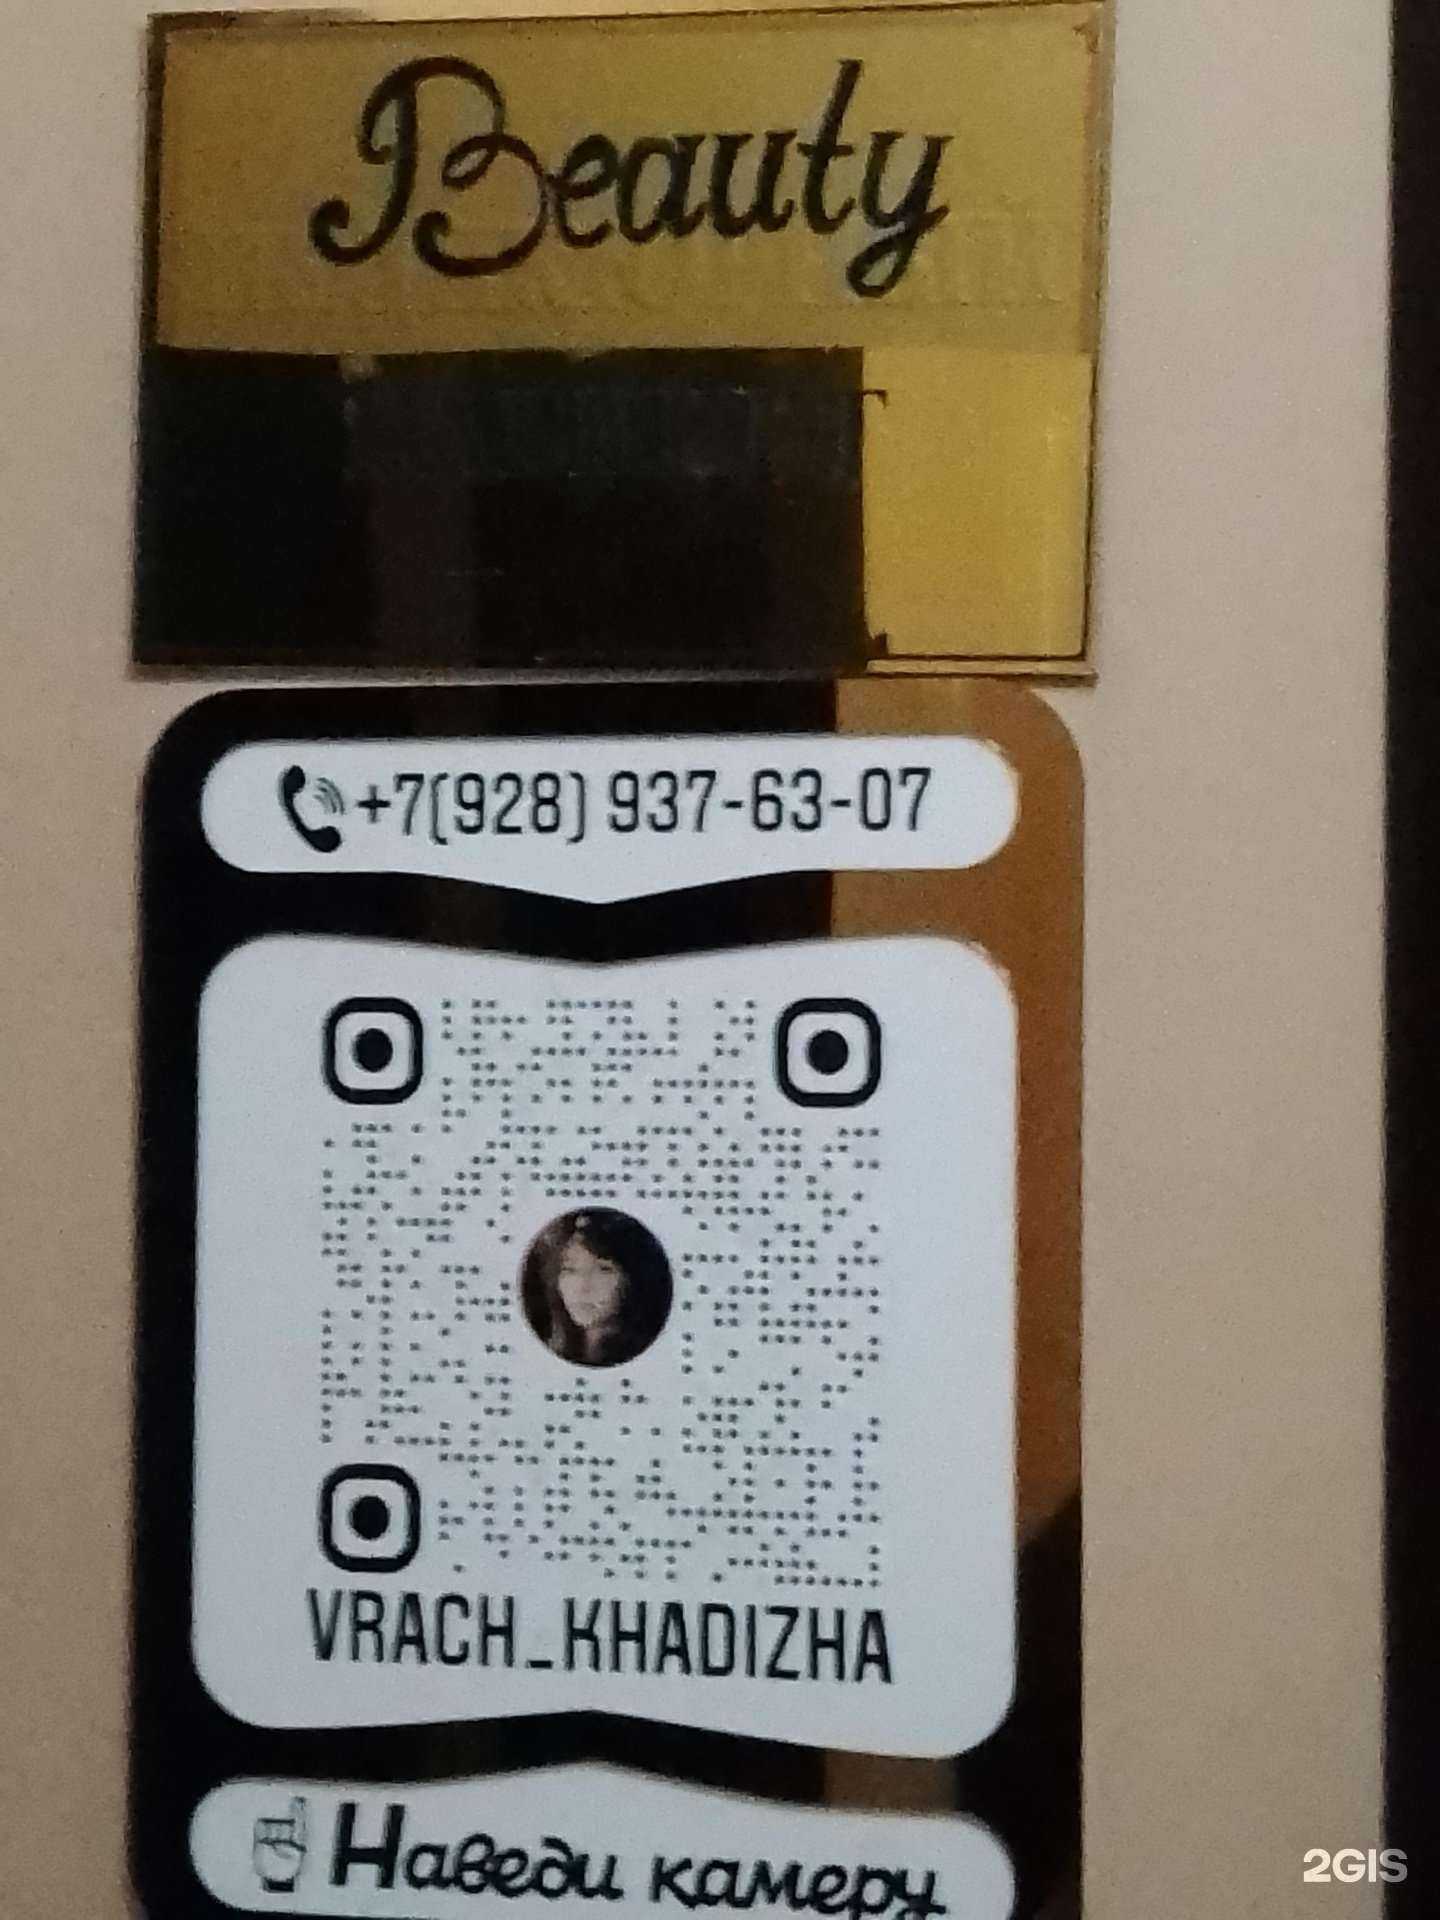 Beauty
+7(928) 937-63-07
VRACH_KHADIZHA
Наведи камеру
2GIS